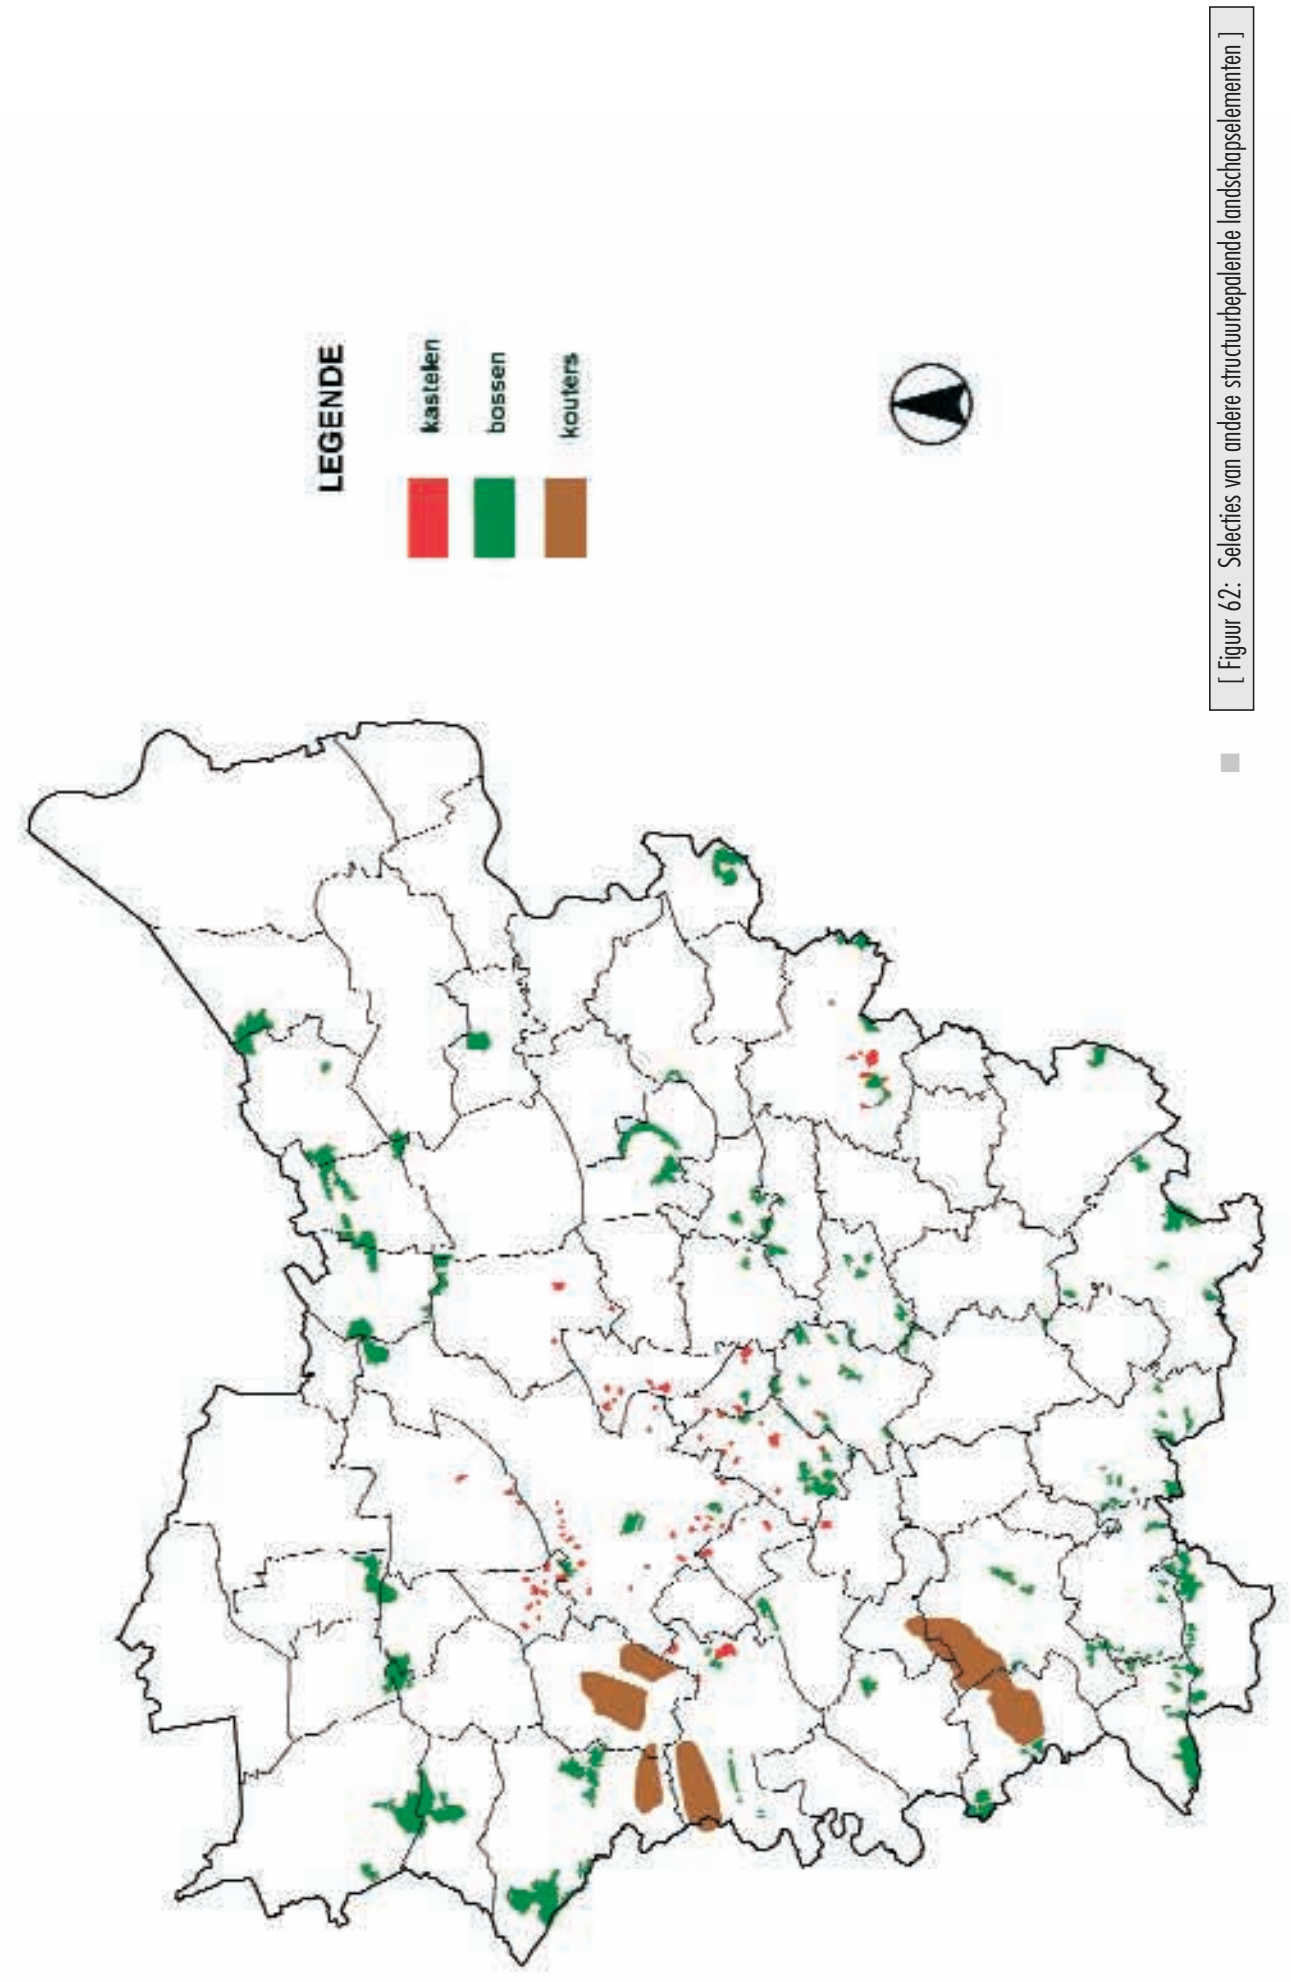 LEGENDE
kastelen
bossen
kouters
[ Figuur 62: Selecties van andere structuurbepalende landschapselementen ]